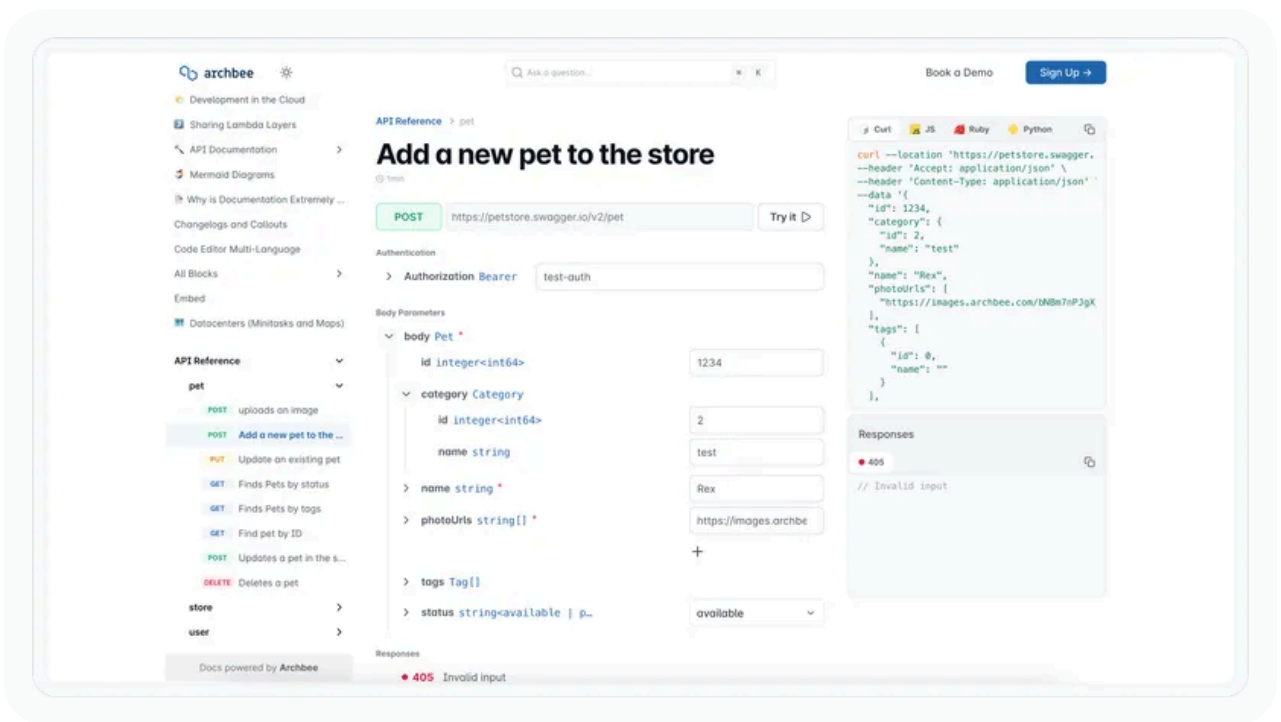 archbee
Ask a question...
⌘ K
Book a Demo
Sign Up →
Development in the Cloud
Sharing Lambda Layers
API Documentation
Mermaid Diagrams
Why is Documentation Extremely ...
Changelogs and Callouts
Code Editor Multi-Language
All Blocks
Embed
Datacenters (Minitasks and Maps)
API Reference
pet
POST uploads an image
POST Add a new pet to the ...
PUT Update an existing pet
GET Finds Pets by status
GET Finds Pets by tags
GET Find pet by ID
POST Updates a pet in the s...
DELETE Deletes a pet
store
user
Docs powered by Archbee
API Reference > pet
Add a new pet to the store
1min
POST https://petstore.swagger.io/v2/pet Try it
Authentication
Authorization Bearer test-auth
Body Parameters
body Pet *
id integer<int64> 1234
category Category
id integer<int64> 2
name string test
name string * Rex
photoUrls string[] * https://images.archbe
+
tags Tag[]
status string<available | p… available
Responses
405 Invalid input
Curl JS Ruby Python
curl --location 'https://petstore.swagger.
--header 'Accept: application/json' \
--header 'Content-Type: application/json'
--data '{
"id": 1234,
"category": {
"id": 2,
"name": "test"
},
"name": "Rex",
"photoUrls": [
"https://images.archbee.com/bNBm7nPJgX
],
"tags": [
{
"id": 0,
"name": ""
}
],
Responses
405
// Invalid input